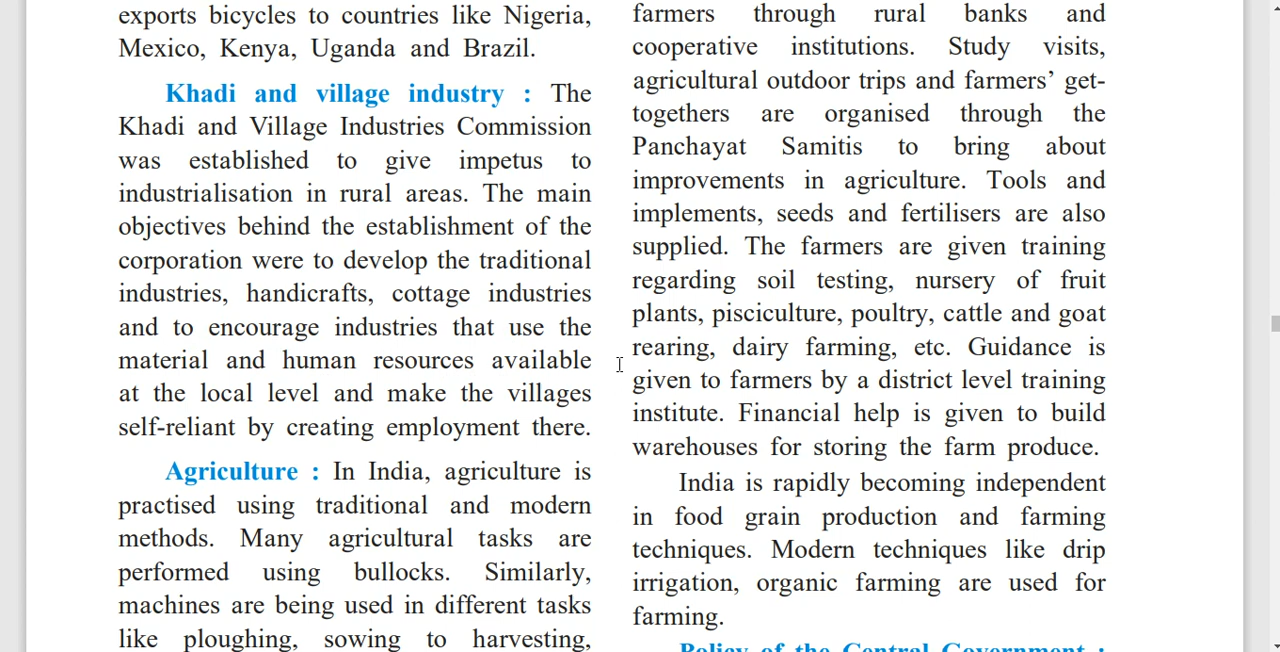 exports bicycles to countries like Nigeria,
Mexico, Kenya, Uganda and Brazil.
Khadi and village industry : The
Khadi and Village Industries Commission
was established to give impetus to
industrialisation in rural areas. The main
objectives behind the establishment of the
corporation were to develop the traditional
industries, handicrafts, cottage industries
and to encourage industries that use the
material and human resources available
at the local level and make the villages
self-reliant by creating employment there.
Agriculture : In India, agriculture is
practised using traditional and modern
methods. Many agricultural tasks are
performed using bullocks. Similarly,
machines are being used in different tasks
like ploughing, sowing to harvesting,
farmers through rural banks and
cooperative institutions. Study visits,
agricultural outdoor trips and farmers’ get-
togethers are organised through the
Panchayat Samitis to bring about
improvements in agriculture. Tools and
implements, seeds and fertilisers are also
supplied. The farmers are given training
regarding soil testing, nursery of fruit
plants, pisciculture, poultry, cattle and goat
rearing, dairy farming, etc. Guidance is
given to farmers by a district level training
institute. Financial help is given to build
warehouses for storing the farm produce.
India is rapidly becoming independent
in food grain production and farming
techniques. Modern techniques like drip
irrigation, organic farming are used for
farming.
Policy of the Central Government :